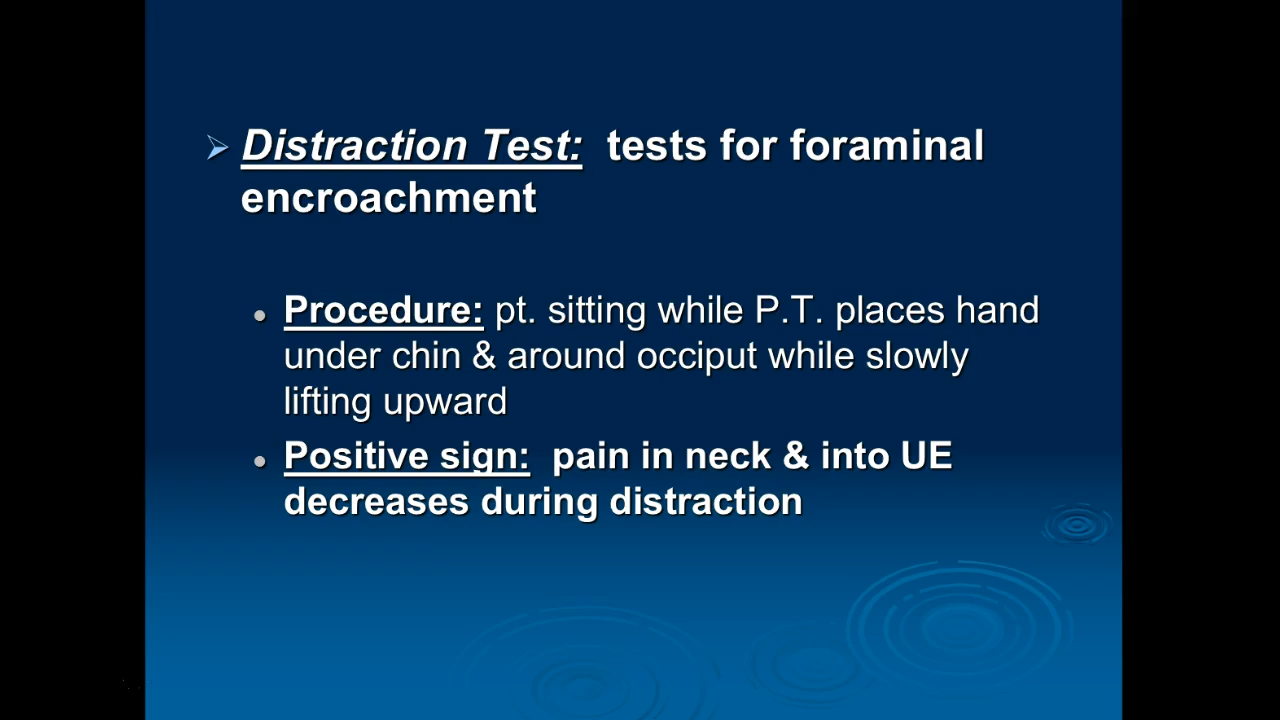 Distraction Test: tests for foraminal
encroachment
Procedure: pt. sitting while P.T. places hand
under chin & around occiput while slowly
lifting upward
Positive sign: pain in neck & into UE
decreases during distraction